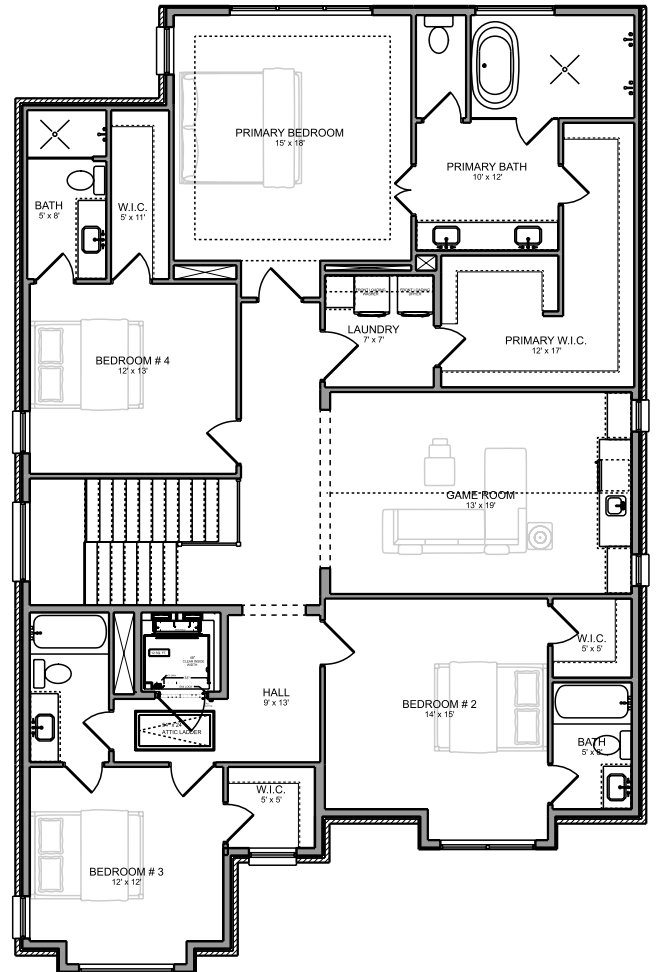 PRIMARY BEDROOM
15' x 18'
PRIMARY BATH
10' x 12'
BATH
5' x 8'
W.I.C.
5' x 11'
LAUNDRY
7' x 7'
PRIMARY W.I.C.
12' x 17'
BEDROOM # 4
12' x 13'
GAME ROOM
13' x 19'
W.I.C.
5' x 5'
HALL
9' x 13'
BEDROOM # 2
14' x 15'
ATTIC LADDER
BATH
5' x 8'
W.I.C.
5' x 5'
BEDROOM # 3
12' x 12'